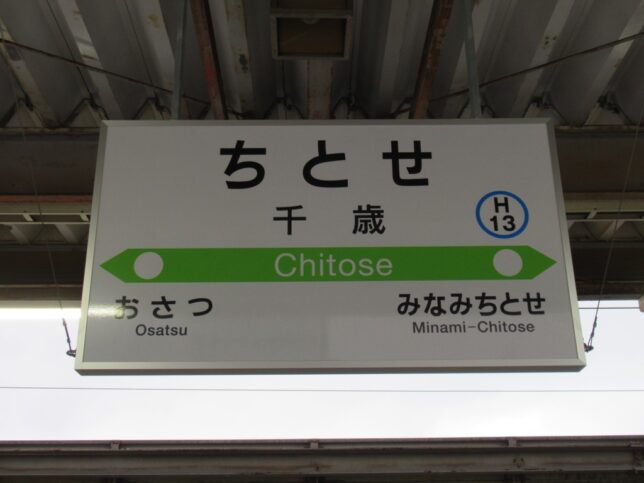 ちとせ
千歳
H
13
Chitose
おさつ
Osatsu
みなみちとせ
Minami-Chitose